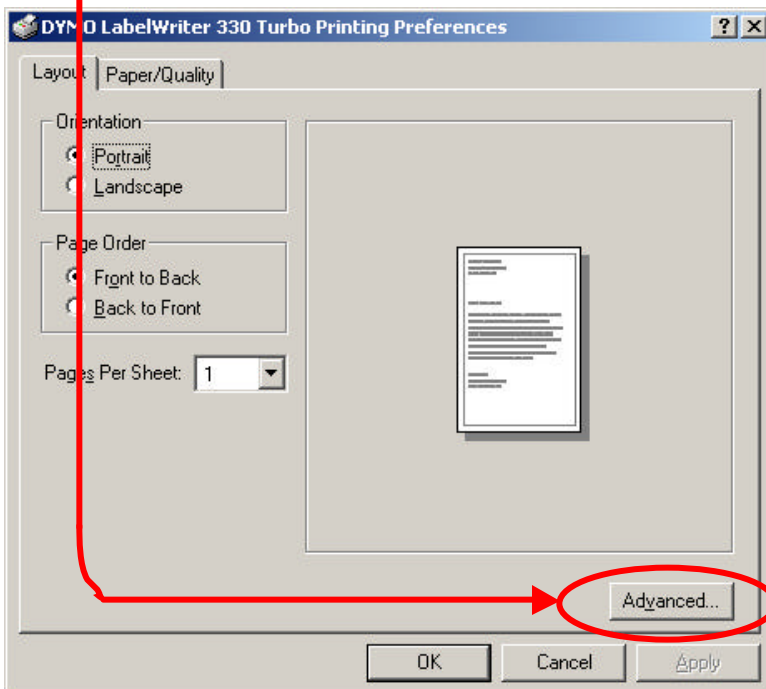 DYMO LabelWriter 330 Turbo Printing Preferences
Layout
Paper/Quality
Orientation
Portrait
Landscape
Page Order
Front to Back
Back to Front
Pages Per Sheet: 1
Advanced...
OK Cancel Apply